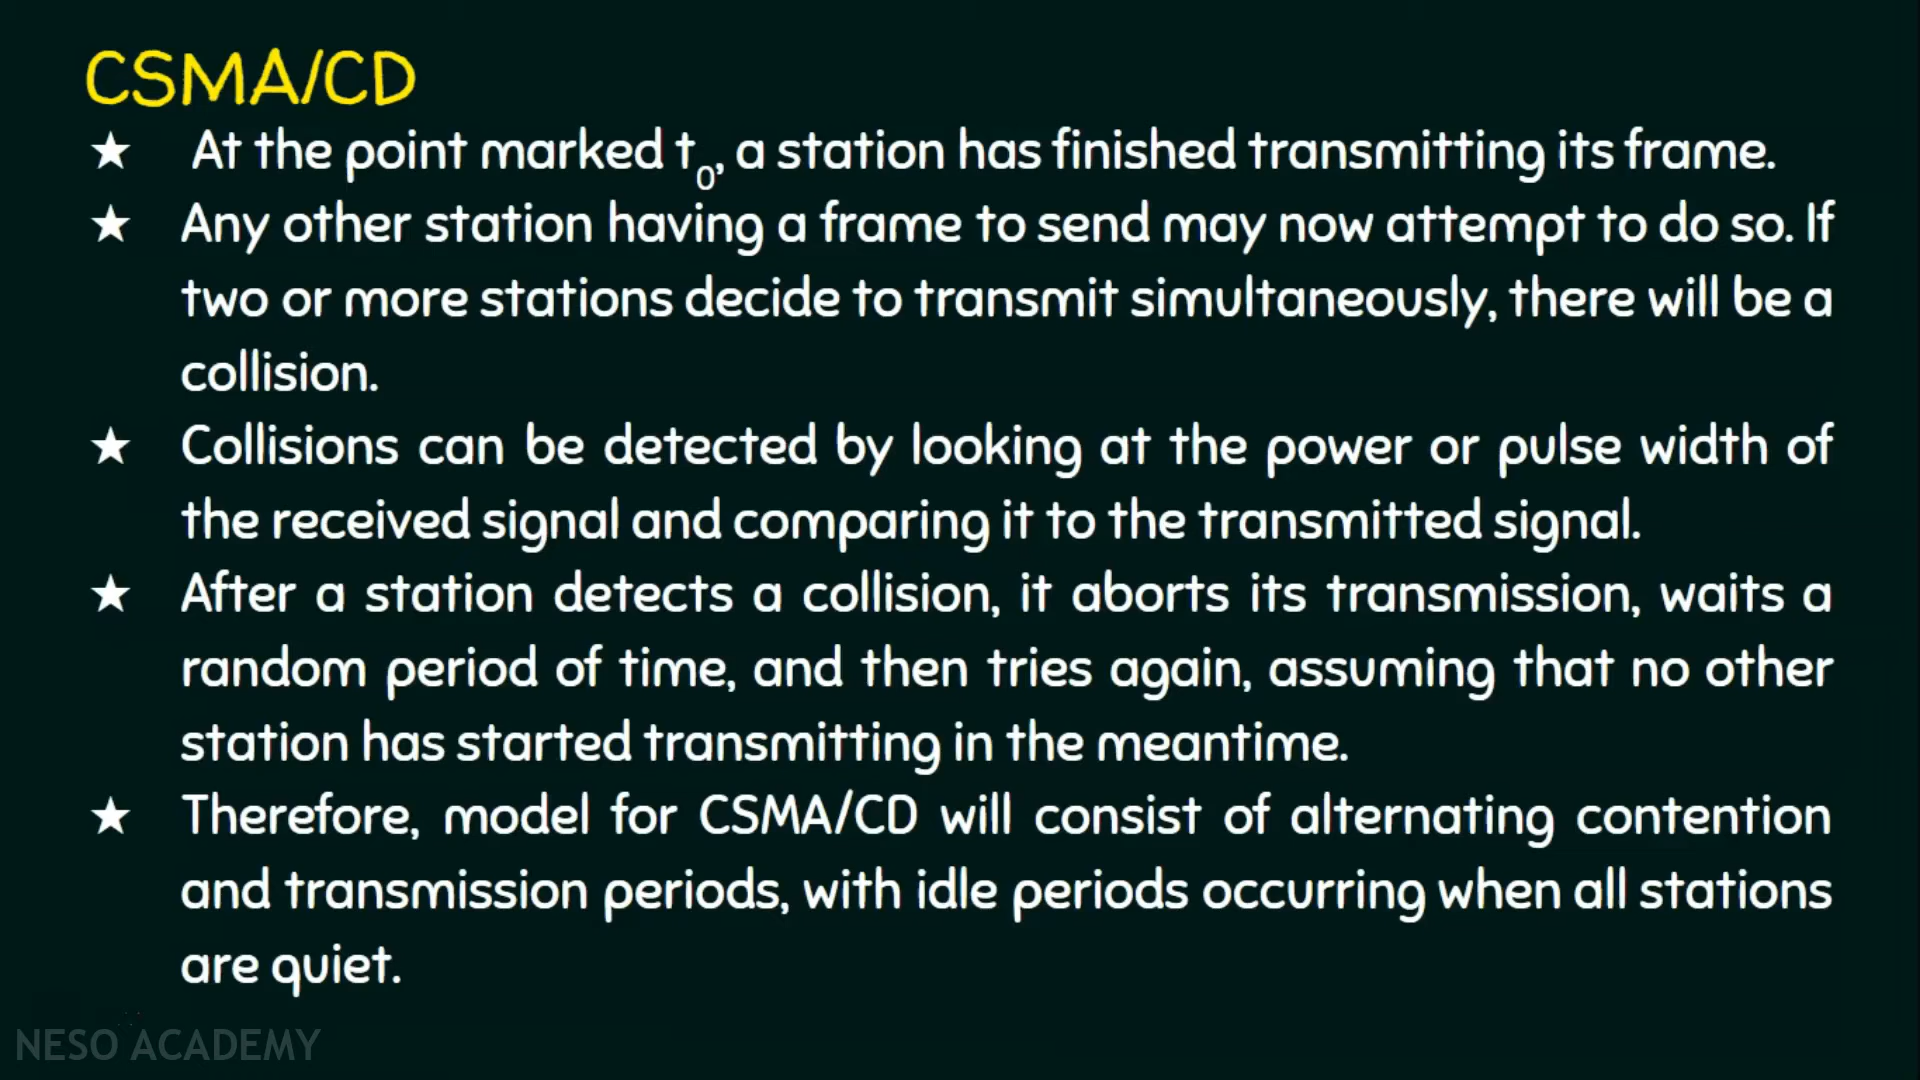 CSMA/CD
★ At the point marked t₀, a station has finished transmitting its frame.
★ Any other station having a frame to send may now attempt to do so. If
two or more stations decide to transmit simultaneously, there will be a
collision.
★ Collisions can be detected by looking at the power or pulse width of
the received signal and comparing it to the transmitted signal.
★ After a station detects a collision, it aborts its transmission, waits a
random period of time, and then tries again, assuming that no other
station has started transmitting in the meantime.
★ Therefore, model for CSMA/CD will consist of alternating contention
and transmission periods, with idle periods occurring when all stations
are quiet.
NESO ACADEMY